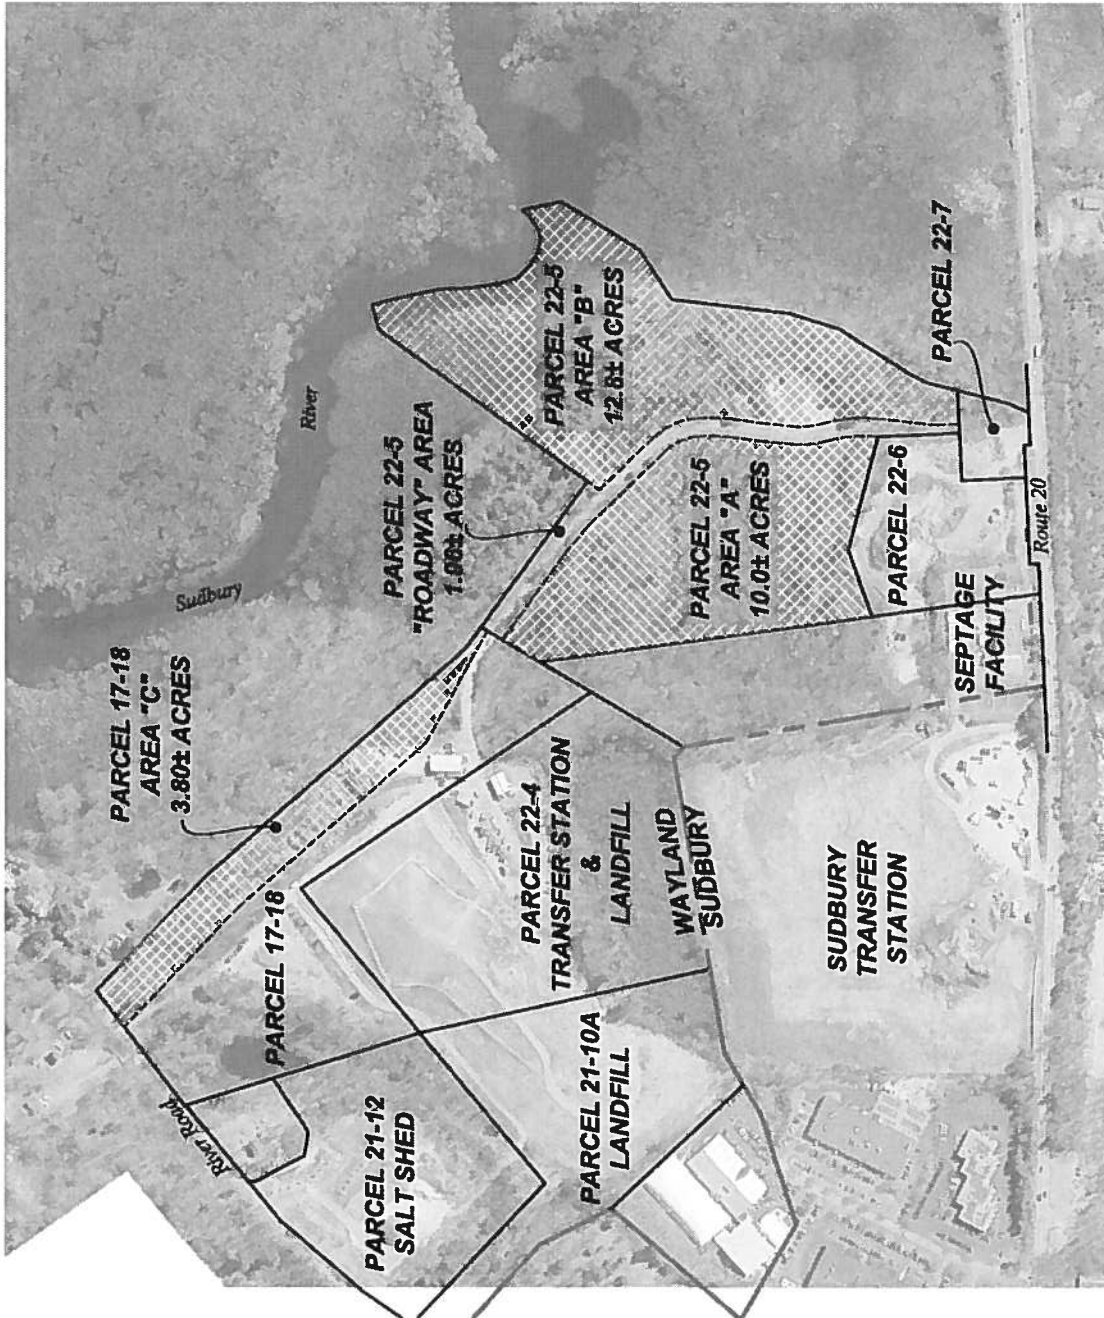 Sudbury
River
PARCEL 17-18
AREA "C"
3.80± ACRES
PARCEL 22-5
"ROADWAY" AREA
1.00± ACRES
PARCEL 22-5
AREA "B"
12.8± ACRES
PARCEL 22-5
AREA "A"
10.0± ACRES
PARCEL 22-7
PARCEL 22-6
SEPTAGE
FACILITY
Route 20
River Road
PARCEL 17-18
PARCEL 21-12
SALT SHED
PARCEL 22-4
TRANSFER STATION
&
LANDFILL
WAYLAND
SUDBURY
PARCEL 21-10A
LANDFILL
SUDBURY
TRANSFER
STATION